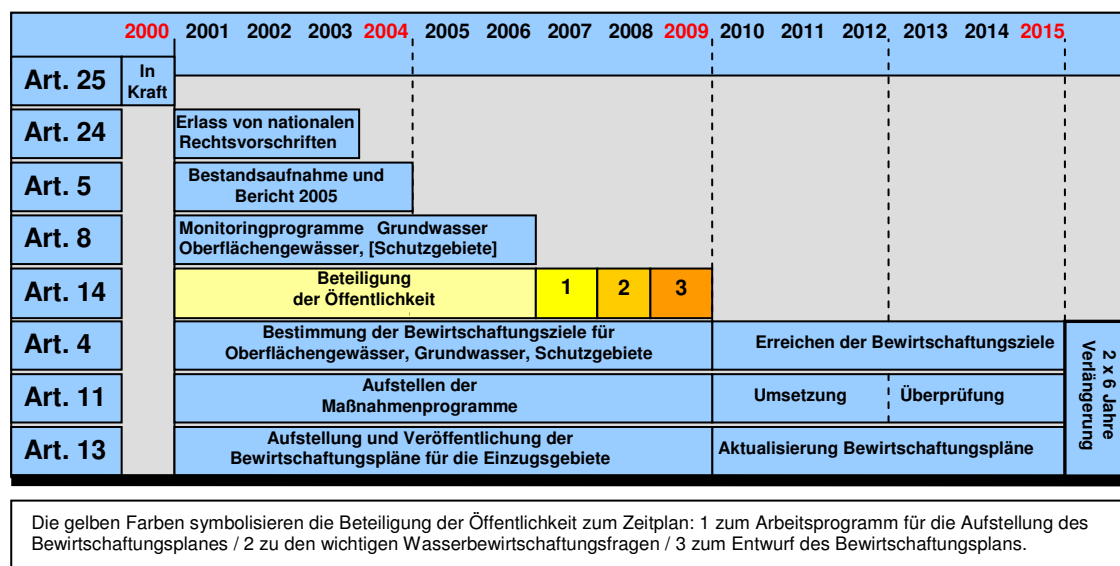 2000 2001 2002 2003 2004 2005 2006 2007 2008 2009 2010 2011 2012 2013 2014 2015
Art. 25
In
Kraft
Art. 24
Erlass von nationalen
Rechtsvorschriften
Art. 5
Bestandsaufnahme und
Bericht 2005
Art. 8
Monitoringprogramme Grundwasser
Oberflächengewässer, [Schutzgebiete]
Art. 14
Beteiligung
der Öffentlichkeit
1 2 3
Art. 4
Bestimmung der Bewirtschaftungsziele für
Oberflächengewässer, Grundwasser, Schutzgebiete
Erreichen der Bewirtschaftungsziele
Art. 11
Aufstellen der
Maßnahmenprogramme
Umsetzung
Überprüfung
Art. 13
Aufstellung und Veröffentlichung der
Bewirtschaftungspläne für die Einzugsgebiete
Aktualisierung Bewirtschaftungspläne
2 x 6 Jahre
Verlängerung
Die gelben Farben symbolisieren die Beteiligung der Öffentlichkeit zum Zeitplan: 1 zum Arbeitsprogramm für die Aufstellung des
Bewirtschaftungsplanes / 2 zu den wichtigen Wasserbewirtschaftungsfragen / 3 zum Entwurf des Bewirtschaftungsplans.